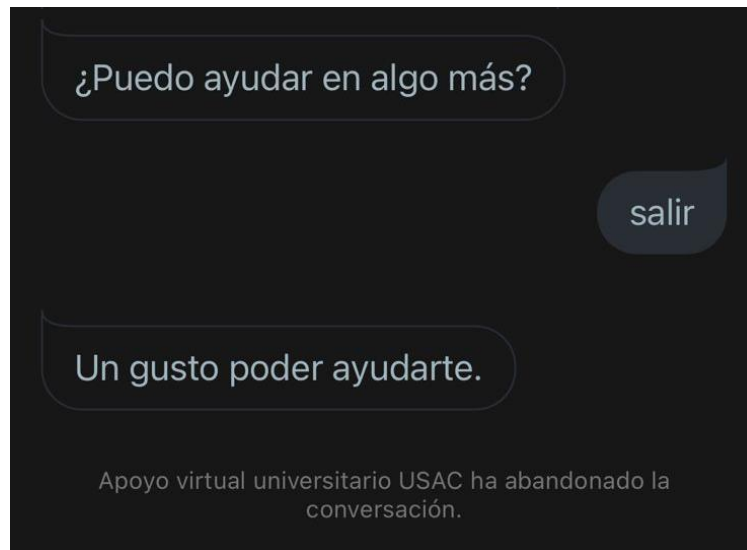 ¿Puedo ayudar en algo más?
salir
Un gusto poder ayudarte.
Apoyo virtual universitario USAC ha abandonado la
conversación.